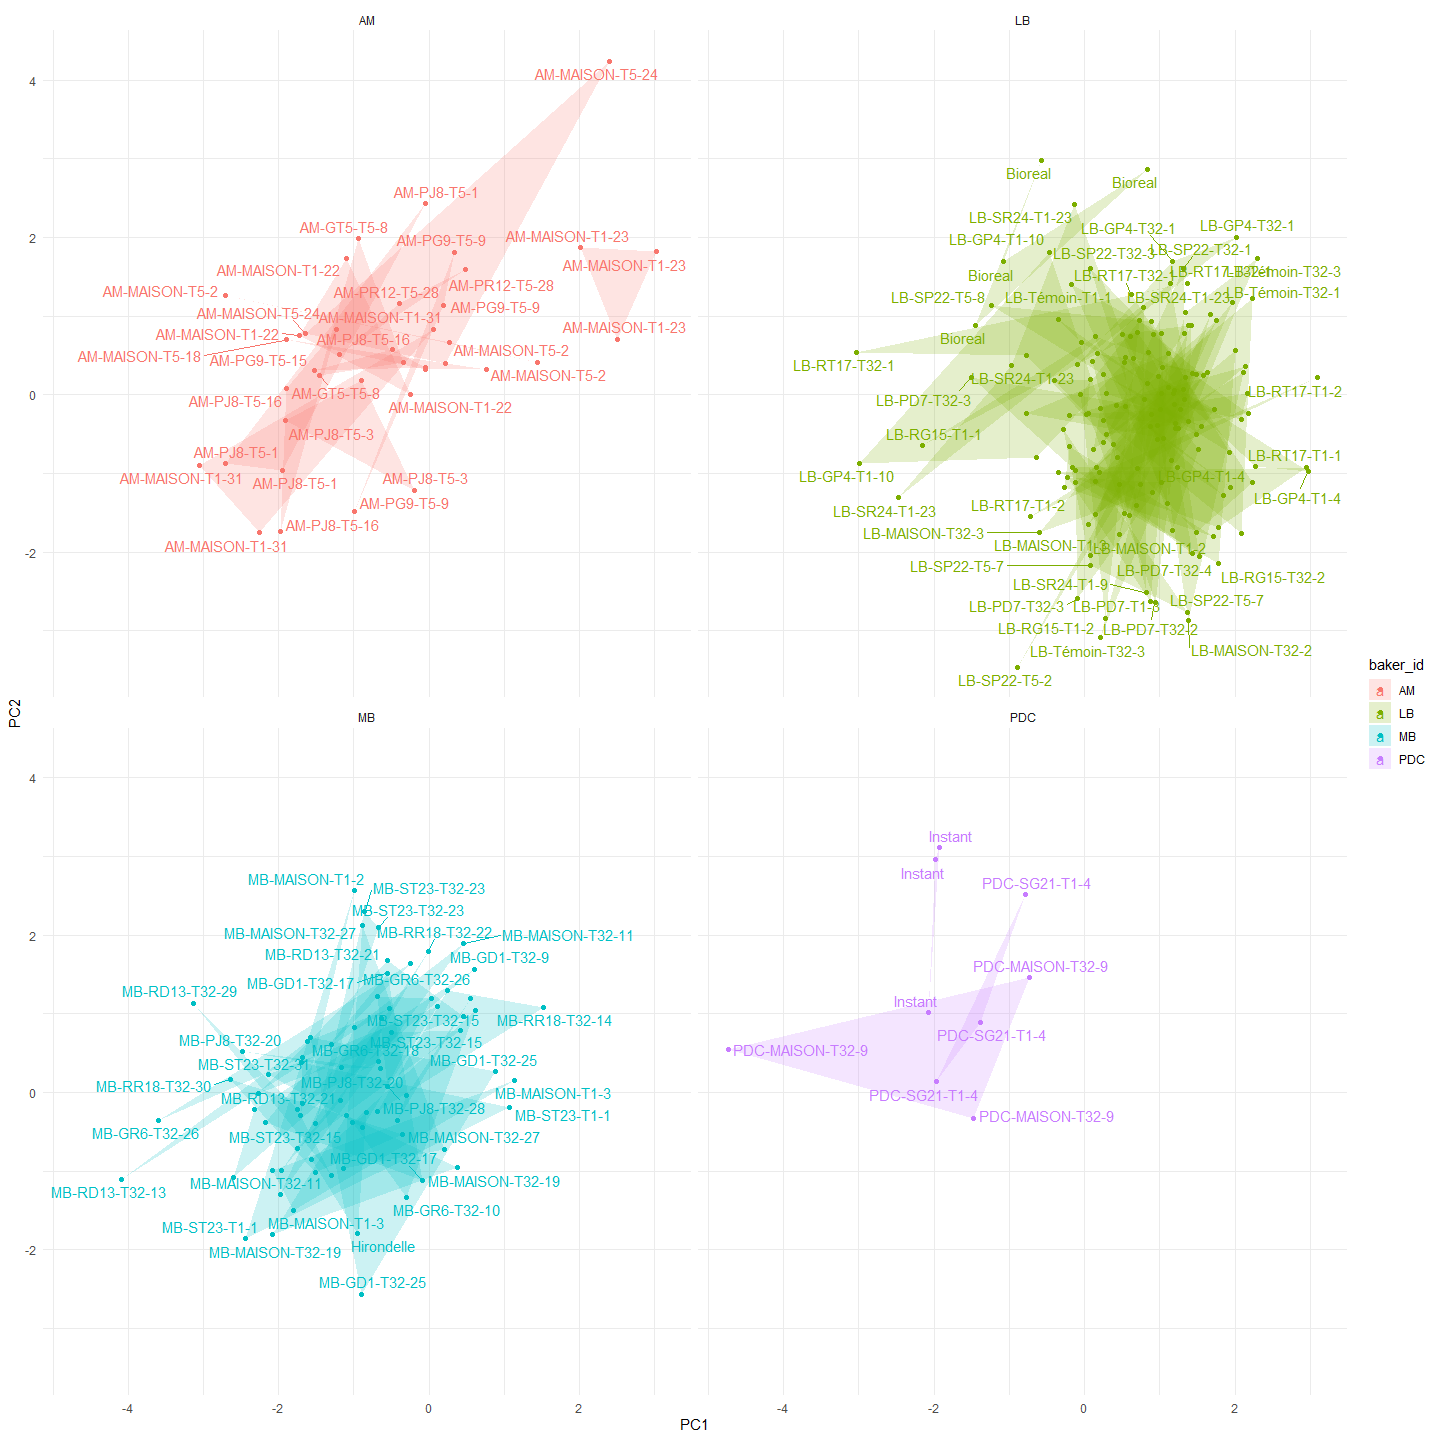 AM
AM-MAISON-T5-24
AM-PJ8-T5-1
AM-GT5-T5-8
AM-PG9-T5-9
AM-MAISON-T1-23
AM-MAISON-T1-22
AM-MAISON-T1-23
AM-MAISON-T5-2
AM-PR12-T5-28
AM-PR12-T5-28
AM-PG9-T5-9
AM-MAISON-T5-24
AM-MAISON-T1-31
AM-MAISON-T1-23
AM-MAISON-T1-22
AM-PJ8-T5-16
AM-MAISON-T5-18
AM-PG9-T5-15
AM-MAISON-T5-2
AM-MAISON-T5-2
AM-PJ8-T5-16
AM-GT5-T5-8
AM-MAISON-T1-22
AM-PJ8-T5-3
AM-PJ8-T5-1
AM-MAISON-T1-31
AM-PJ8-T5-1
AM-PJ8-T5-3
AM-PG9-T5-9
AM-PJ8-T5-16
AM-MAISON-T1-31
LB
Bioreal
Bioreal
LB-SR24-T1-23
LB-GP4-T32-1
LB-GP4-T32-1
LB-GP4-T1-10
LB-SP22-T32-3
LB-SP22-T32-1
Bioreal
LB-RT17-T32-1
LB-RT17-T32-1
LB-Témoin-T32-3
LB-SP22-T5-8
LB-Témoin-T1-1
LB-SR24-T1-23
LB-Témoin-T32-1
Bioreal
LB-RT17-T32-1
LB-SR24-T1-23
LB-PD7-T32-3
LB-RT17-T1-2
LB-RG15-T1-1
LB-RT17-T1-1
LB-GP4-T1-10
LB-GP4-T1-4
LB-GP4-T1-4
LB-SR24-T1-23
LB-RT17-T1-2
LB-MAISON-T32-3
LB-MAISON-T1-2
LB-SP22-T5-7
LB-PD7-T32-4
LB-RG15-T32-2
LB-SR24-T1-9
LB-PD7-T32-3
LB-SP22-T5-7
LB-RG15-T1-2
LB-PD7-T32-2
LB-Témoin-T32-3
LB-MAISON-T32-2
LB-SP22-T5-2
4
2
0
-2
PC2
MB
MB-MAISON-T1-2
MB-ST23-T32-23
MB-ST23-T32-23
MB-MAISON-T32-27
MB-RR18-T32-22
MB-MAISON-T32-11
MB-RD13-T32-21
MB-GD1-T32-9
MB-GD1-T32-17
MB-GR6-T32-26
MB-RD13-T32-29
MB-ST23-T32-15
MB-RR18-T32-14
MB-PJ8-T32-20
MB-ST23-T32-15
MB-GR6-T32-18
MB-ST23-T32-31
MB-GD1-T32-25
MB-RR18-T32-30
MB-PJ8-T32-20
MB-MAISON-T1-3
MB-RD13-T32-21
MB-PJ8-T32-28
MB-ST23-T1-1
MB-GR6-T32-26
MB-ST23-T32-15
MB-MAISON-T32-27
MB-GD1-T32-17
MB-RD13-T32-13
MB-MAISON-T32-11
MB-MAISON-T32-19
MB-GR6-T32-10
MB-ST23-T1-1
MB-MAISON-T1-3
MB-MAISON-T32-19
Hirondelle
MB-GD1-T32-25
PDC
Instant
Instant
PDC-SG21-T1-4
PDC-MAISON-T32-9
Instant
PDC-SG21-T1-4
PDC-MAISON-T32-9
PDC-SG21-T1-4
PDC-MAISON-T32-9
4
2
0
-2
-4
-2
0
2
-4
-2
0
2
PC1
baker_id
a AM
a LB
a MB
a PDC